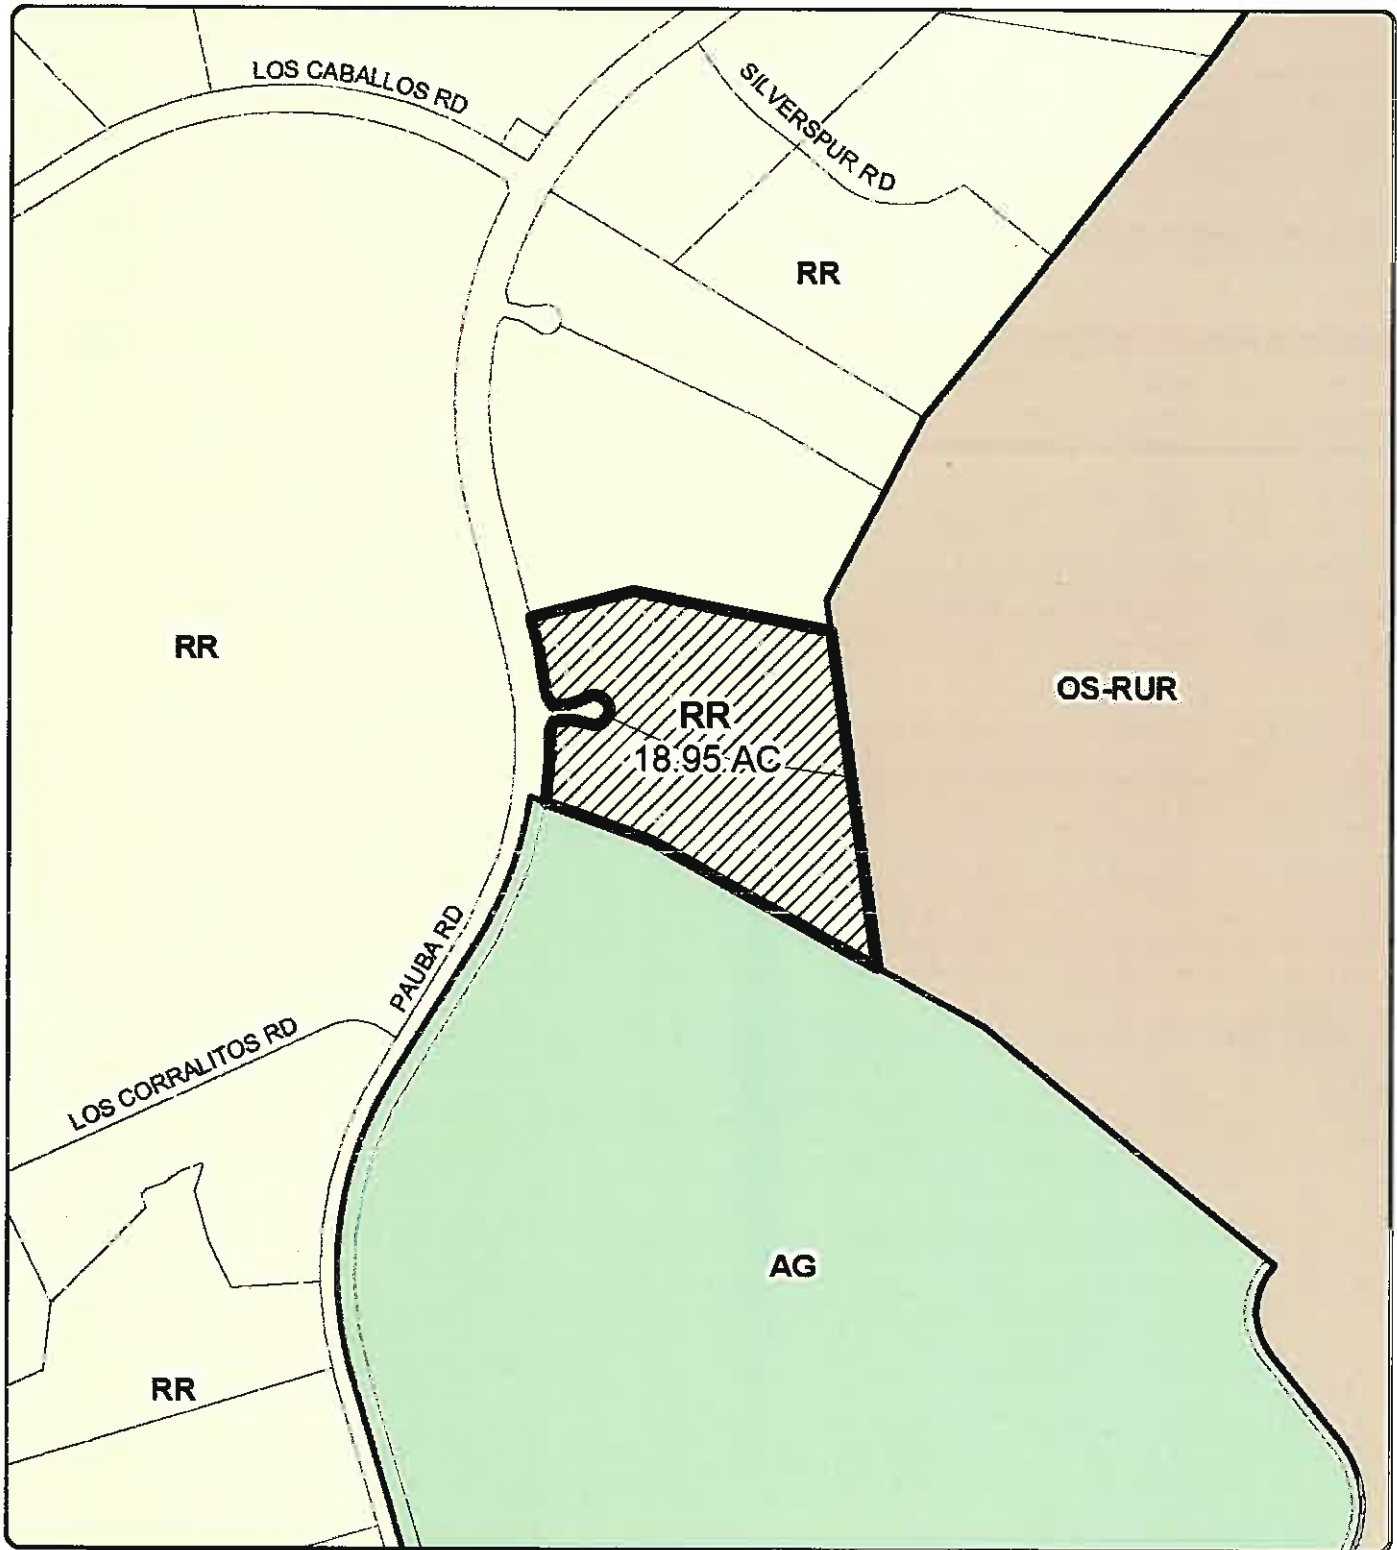 LOS CABALLOS RD
SILVERSPUR RD
RR
RR
OS-RUR
RR
18.95 AC
PAUBA RD
LOS CORRALITOS RD
AG
RR